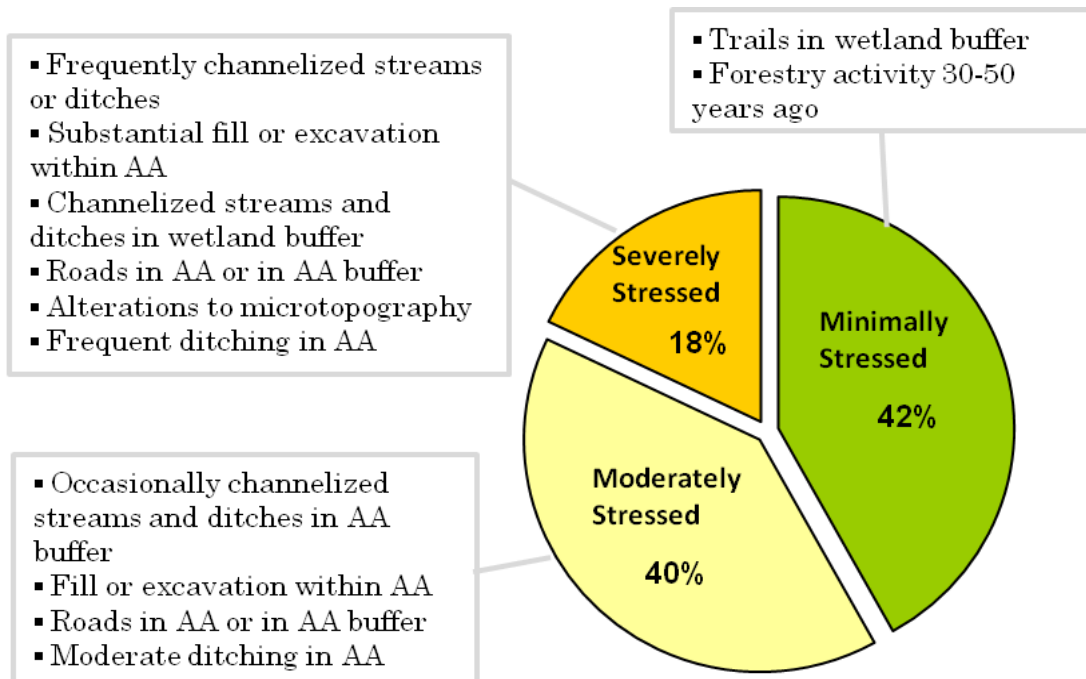 ▪ Frequently channelized streams
or ditches
▪ Substantial fill or excavation
within AA
▪ Channelized streams and
ditches in wetland buffer
▪ Roads in AA or in AA buffer
▪ Alterations to microtopography
▪ Frequent ditching in AA
▪ Trails in wetland buffer
▪ Forestry activity 30-50
years ago
Severely
Stressed
18%
Minimally
Stressed
42%
Moderately
Stressed
40%
▪ Occasionally channelized
streams and ditches in AA
buffer
▪ Fill or excavation within AA
▪ Roads in AA or in AA buffer
▪ Moderate ditching in AA